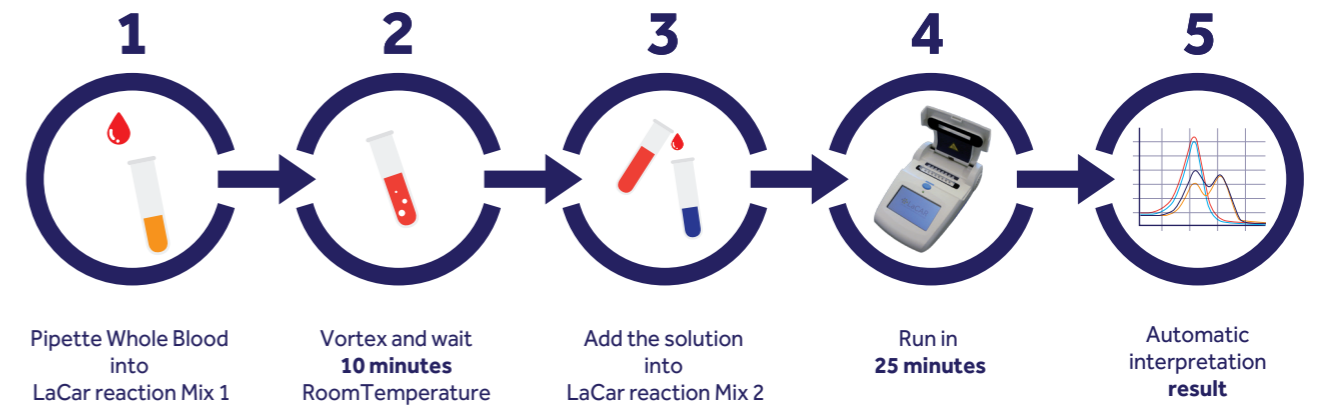 1
2
3
4
5
Pipette Whole Blood
into
LaCar reaction Mix 1
Vortex and wait
10 minutes
RoomTemperature
Add the solution
into
LaCar reaction Mix 2
Run in
25 minutes
Automatic
interpretation
result